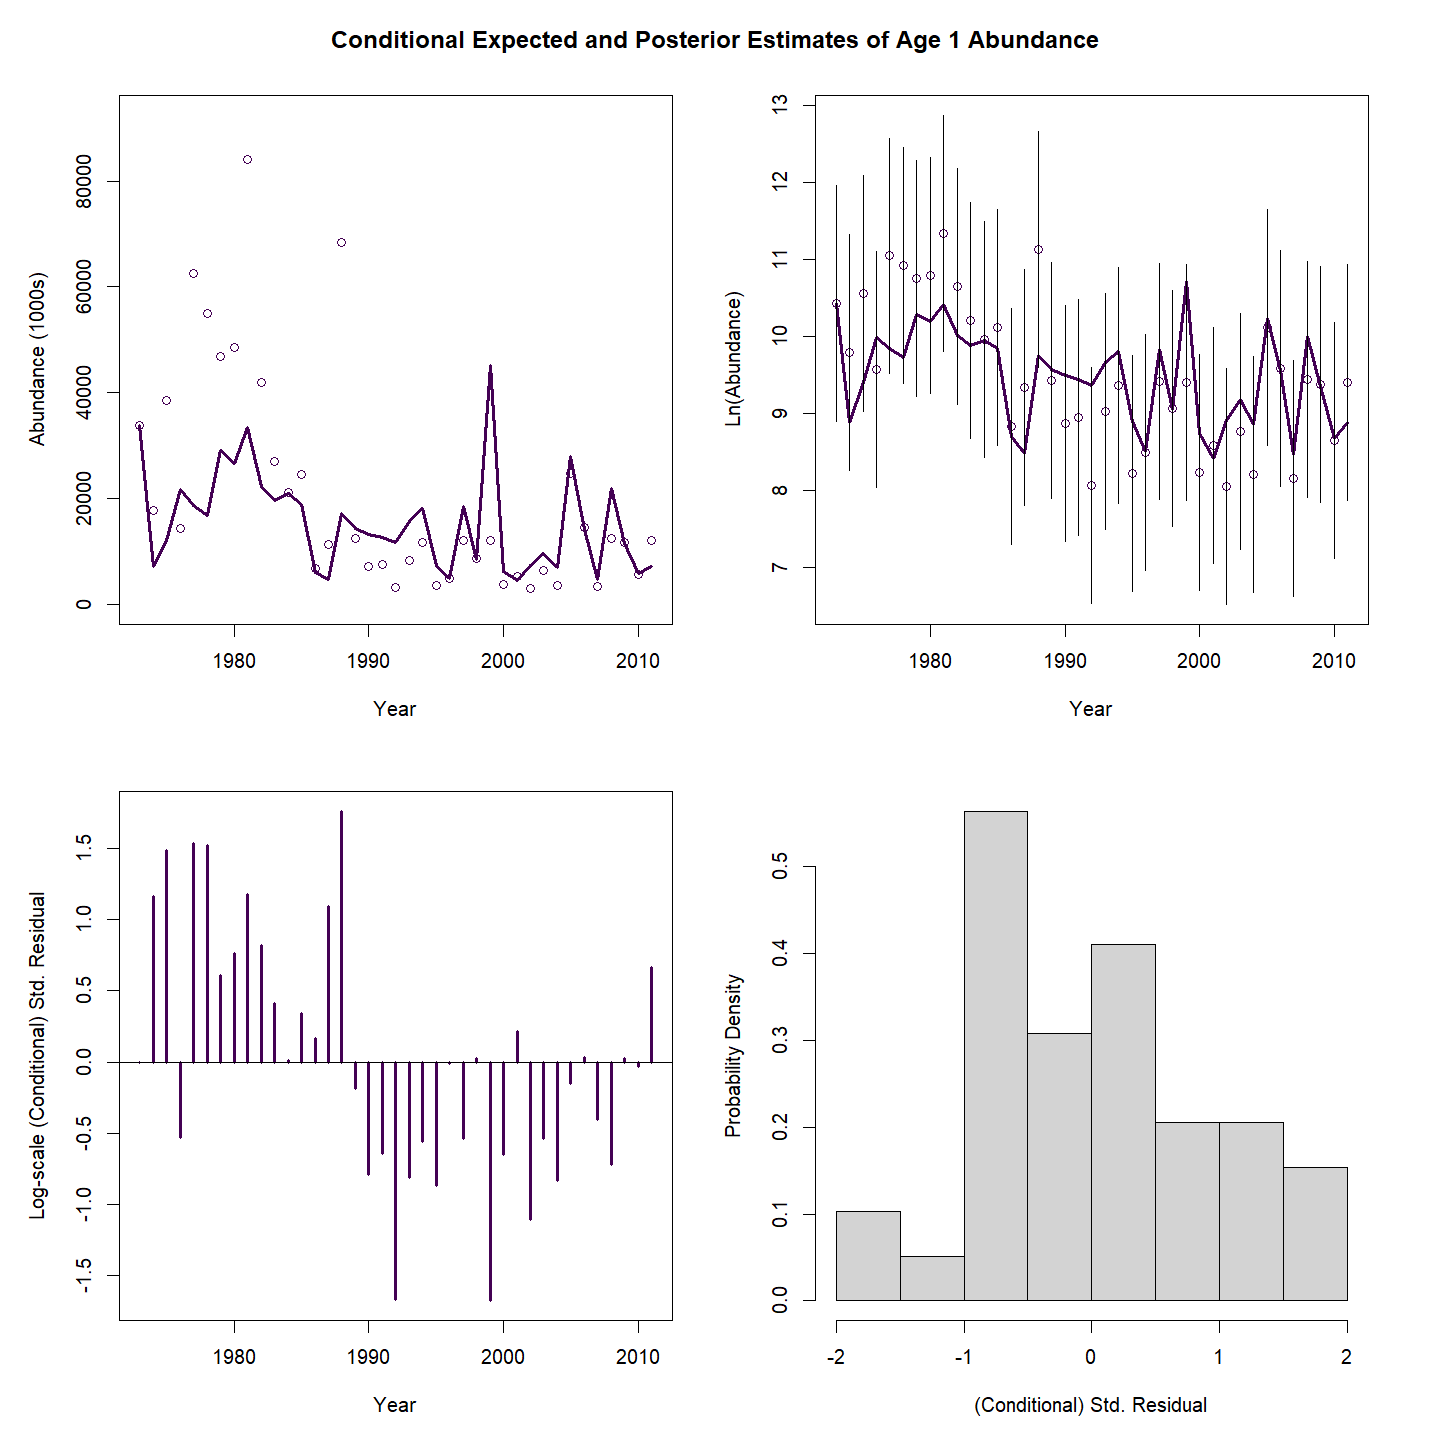 Conditional Expected and Posterior Estimates of Age 1 Abundance
Abundance (1000s)
80000
60000
40000
20000
0
1980 1990 2000 2010
Year
Ln(Abundance)
13
12
11
10
9
8
7
1980 1990 2000 2010
Year
Log-scale (Conditional) Std. Residual
1.5
1.0
0.5
0.0
-0.5
-1.0
-1.5
1980 1990 2000 2010
Year
Probability Density
0.5
0.4
0.3
0.2
0.1
0.0
-2 -1 0 1 2
(Conditional) Std. Residual